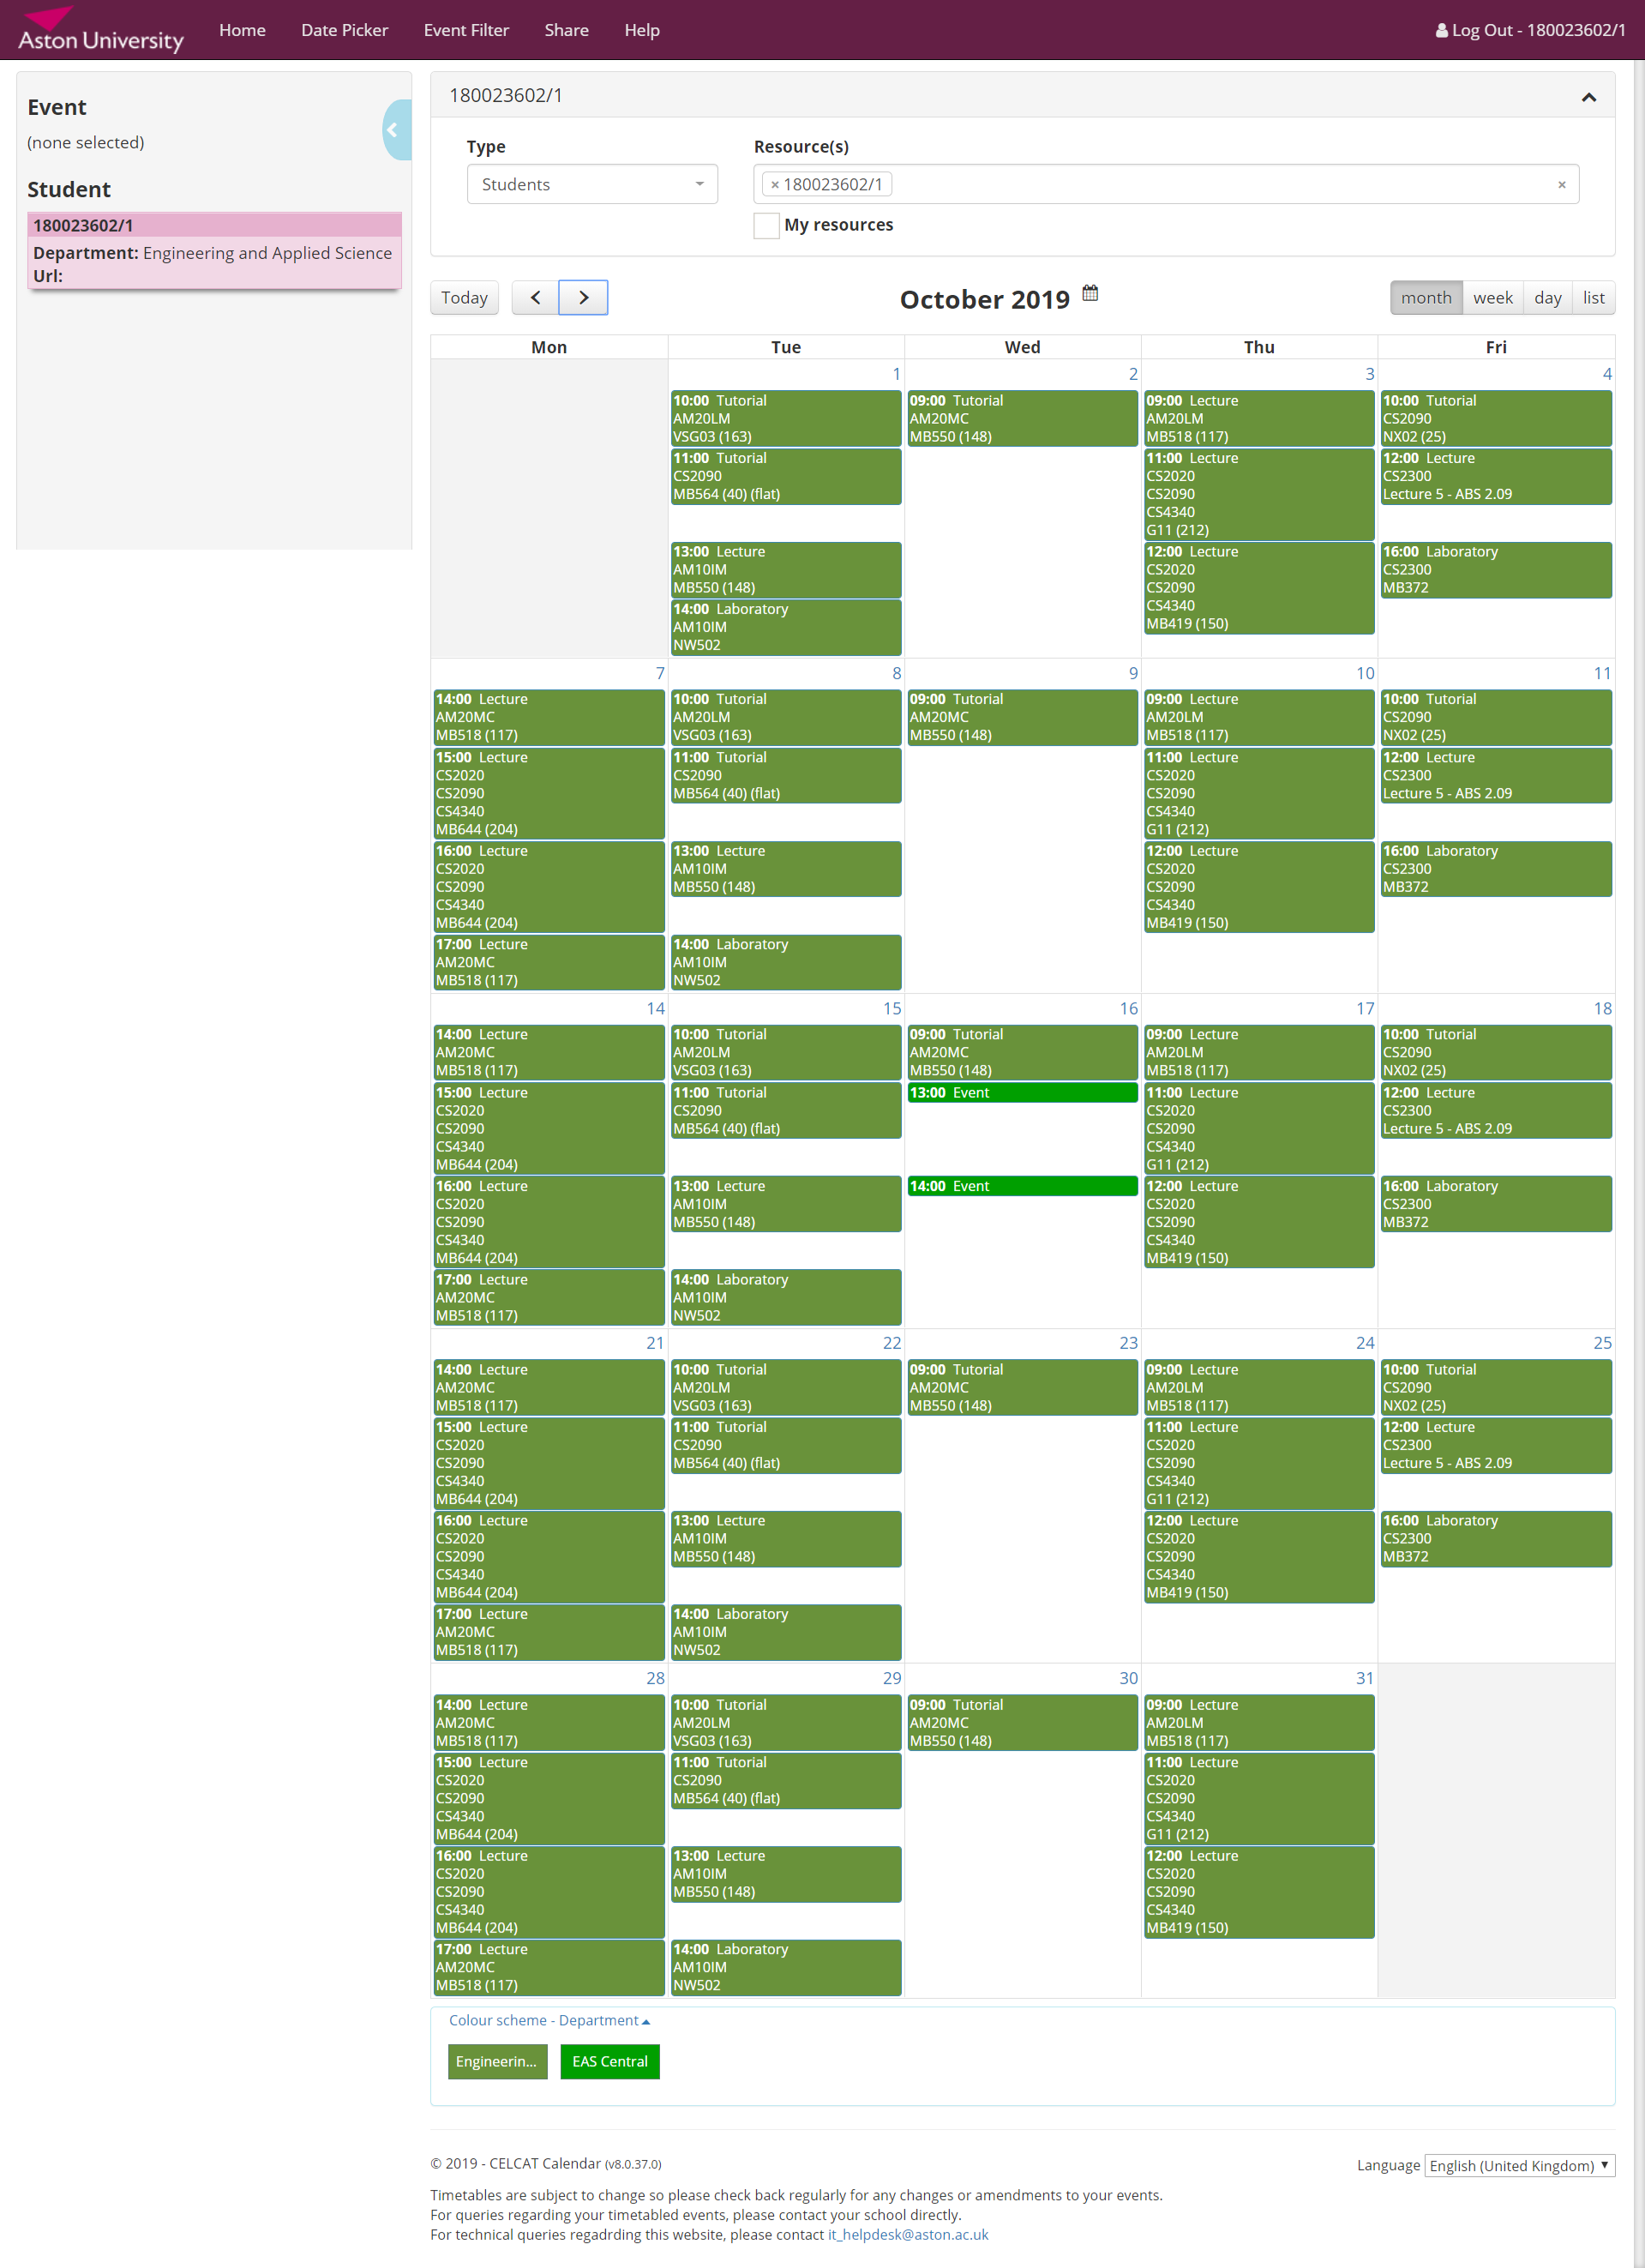 Aston University
Home
Date Picker
Event Filter
Share
Help
Log Out - 180023602/1
Event
(none selected)
Student
180023602/1
Department: Engineering and Applied Science
Url:
180023602/1
Type
Resource(s)
Students
× 180023602/1
×
My resources
Today
October 2019
month
week
day
list
Mon
Tue
Wed
Thu
Fri
1
10:00 Tutorial
AM20LM
VSG03 (163)
11:00 Tutorial
CS2090
MB564 (40) (flat)
13:00 Lecture
AM10IM
MB550 (148)
14:00 Laboratory
AM10IM
NW502
2
09:00 Tutorial
AM20MC
MB550 (148)
3
09:00 Lecture
AM20LM
MB518 (117)
11:00 Lecture
CS2020
CS2090
CS4340
G11 (212)
12:00 Lecture
CS2020
CS2090
CS4340
MB419 (150)
4
10:00 Tutorial
CS2090
NX02 (25)
12:00 Lecture
CS2300
Lecture 5 - ABS 2.09
16:00 Laboratory
CS2300
MB372
7
14:00 Lecture
AM20MC
MB518 (117)
15:00 Lecture
CS2020
CS2090
CS4340
MB644 (204)
16:00 Lecture
CS2020
CS2090
CS4340
MB644 (204)
17:00 Lecture
AM20MC
MB518 (117)
8
10:00 Tutorial
AM20LM
VSG03 (163)
11:00 Tutorial
CS2090
MB564 (40) (flat)
13:00 Lecture
AM10IM
MB550 (148)
14:00 Laboratory
AM10IM
NW502
9
09:00 Tutorial
AM20MC
MB550 (148)
10
09:00 Lecture
AM20LM
MB518 (117)
11:00 Lecture
CS2020
CS2090
CS4340
G11 (212)
12:00 Lecture
CS2020
CS2090
CS4340
MB419 (150)
11
10:00 Tutorial
CS2090
NX02 (25)
12:00 Lecture
CS2300
Lecture 5 - ABS 2.09
16:00 Laboratory
CS2300
MB372
14
14:00 Lecture
AM20MC
MB518 (117)
15:00 Lecture
CS2020
CS2090
CS4340
MB644 (204)
16:00 Lecture
CS2020
CS2090
CS4340
MB644 (204)
17:00 Lecture
AM20MC
MB518 (117)
15
10:00 Tutorial
AM20LM
VSG03 (163)
11:00 Tutorial
CS2090
MB564 (40) (flat)
13:00 Lecture
AM10IM
MB550 (148)
14:00 Laboratory
AM10IM
NW502
16
09:00 Tutorial
AM20MC
MB550 (148)
13:00 Event
14:00 Event
17
09:00 Lecture
AM20LM
MB518 (117)
11:00 Lecture
CS2020
CS2090
CS4340
G11 (212)
12:00 Lecture
CS2020
CS2090
CS4340
MB419 (150)
18
10:00 Tutorial
CS2090
NX02 (25)
12:00 Lecture
CS2300
Lecture 5 - ABS 2.09
16:00 Laboratory
CS2300
MB372
21
14:00 Lecture
AM20MC
MB518 (117)
15:00 Lecture
CS2020
CS2090
CS4340
MB644 (204)
16:00 Lecture
CS2020
CS2090
CS4340
MB644 (204)
17:00 Lecture
AM20MC
MB518 (117)
22
10:00 Tutorial
AM20LM
VSG03 (163)
11:00 Tutorial
CS2090
MB564 (40) (flat)
13:00 Lecture
AM10IM
MB550 (148)
14:00 Laboratory
AM10IM
NW502
23
09:00 Tutorial
AM20MC
MB550 (148)
24
09:00 Lecture
AM20LM
MB518 (117)
11:00 Lecture
CS2020
CS2090
CS4340
G11 (212)
12:00 Lecture
CS2020
CS2090
CS4340
MB419 (150)
25
10:00 Tutorial
CS2090
NX02 (25)
12:00 Lecture
CS2300
Lecture 5 - ABS 2.09
16:00 Laboratory
CS2300
MB372
28
14:00 Lecture
AM20MC
MB518 (117)
15:00 Lecture
CS2020
CS2090
CS4340
MB644 (204)
16:00 Lecture
CS2020
CS2090
CS4340
MB644 (204)
17:00 Lecture
AM20MC
MB518 (117)
29
10:00 Tutorial
AM20LM
VSG03 (163)
11:00 Tutorial
CS2090
MB564 (40) (flat)
13:00 Lecture
AM10IM
MB550 (148)
14:00 Laboratory
AM10IM
NW502
30
09:00 Tutorial
AM20MC
MB550 (148)
31
09:00 Lecture
AM20LM
MB518 (117)
11:00 Lecture
CS2020
CS2090
CS4340
G11 (212)
12:00 Lecture
CS2020
CS2090
CS4340
MB419 (150)
Colour scheme - Department
Engineerin...
EAS Central
© 2019 - CELCAT Calendar (v8.0.37.0)
Language English (United Kingdom)
Timetables are subject to change so please check back regularly for any changes or amendments to your events.
For queries regarding your timetabled events, please contact your school directly.
For technical queries regadrding this website, please contact it_helpdesk@aston.ac.uk